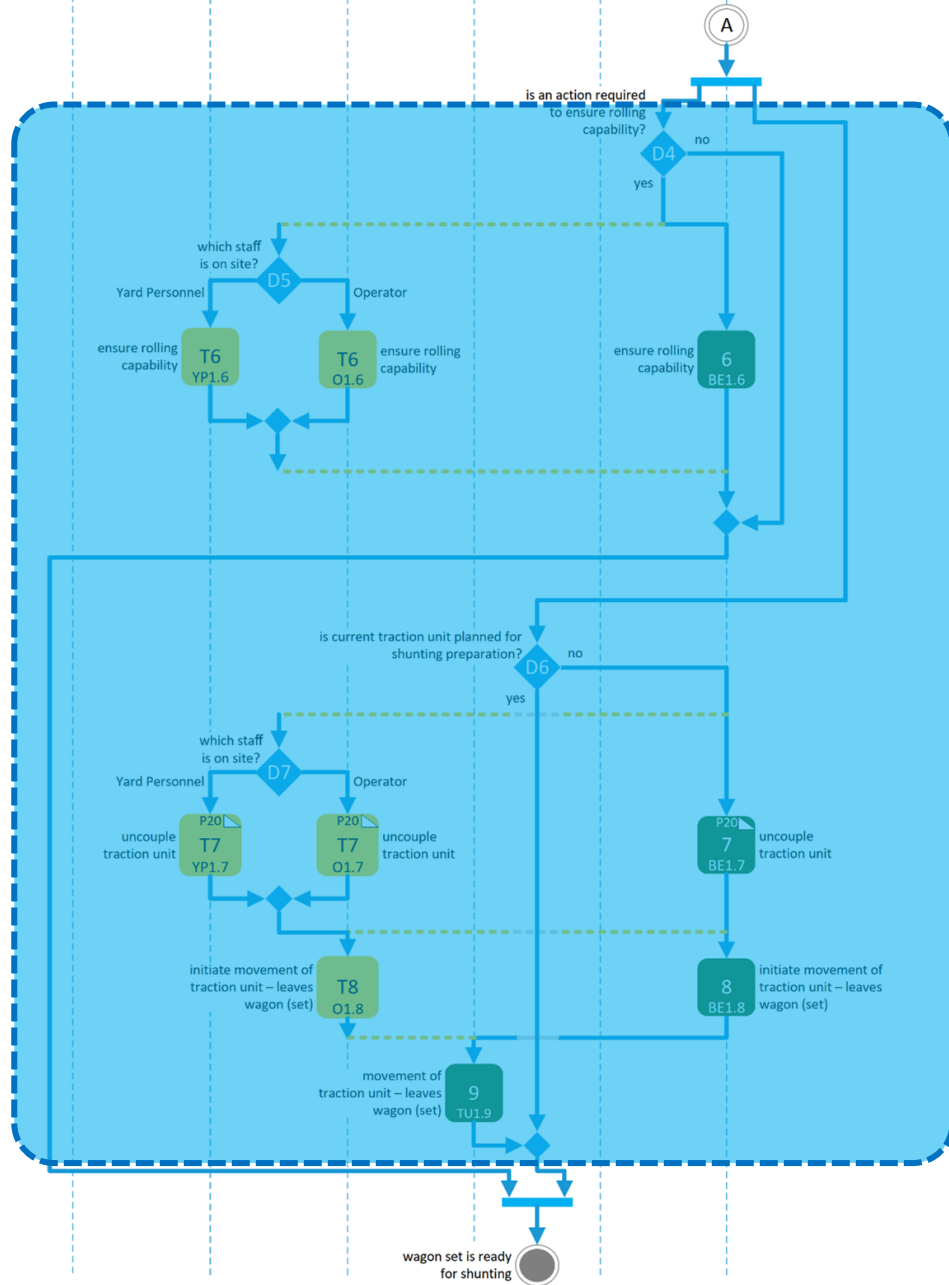 A
is an action required
to ensure rolling
capability?
D4
no
yes
which staff
is on site?
D5
Yard Personnel
Operator
ensure rolling
capability
T6
YP1.6
T6
O1.6
ensure rolling
capability
ensure rolling
capability
6
BE1.6
is current traction unit planned for
shunting preparation?
D6
no
yes
which staff
is on site?
D7
Yard Personnel
Operator
uncouple
traction unit
P20
T7
YP1.7
P20
T7
O1.7
uncouple
traction unit
P20
7
BE1.7
uncouple
traction unit
initiate movement of
traction unit – leaves
wagon (set)
T8
O1.8
8
BE1.8
initiate movement of
traction unit – leaves
wagon (set)
movement of
traction unit – leaves
wagon (set)
9
TU1.9
wagon set is ready
for shunting